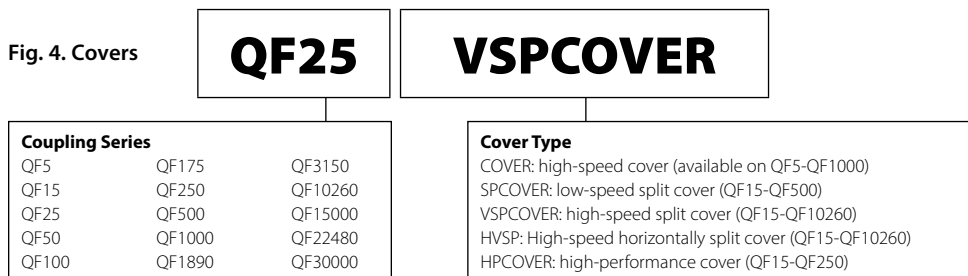 Fig. 4. Covers
QF25 VSPCOVER
Coupling Series
QF5 QF175 QF3150
QF15 QF250 QF10260
QF25 QF500 QF15000
QF50 QF1000 QF22480
QF100 QF1890 QF30000
Cover Type
COVER: high-speed cover (available on QF5-QF1000)
SPCOVER: low-speed split cover (QF15-QF500)
VSPCOVER: high-speed split cover (QF15-QF10260)
HVSP: High-speed horizontally split cover (QF15-QF10260)
HPCOVER: high-performance cover (QF15-QF250)